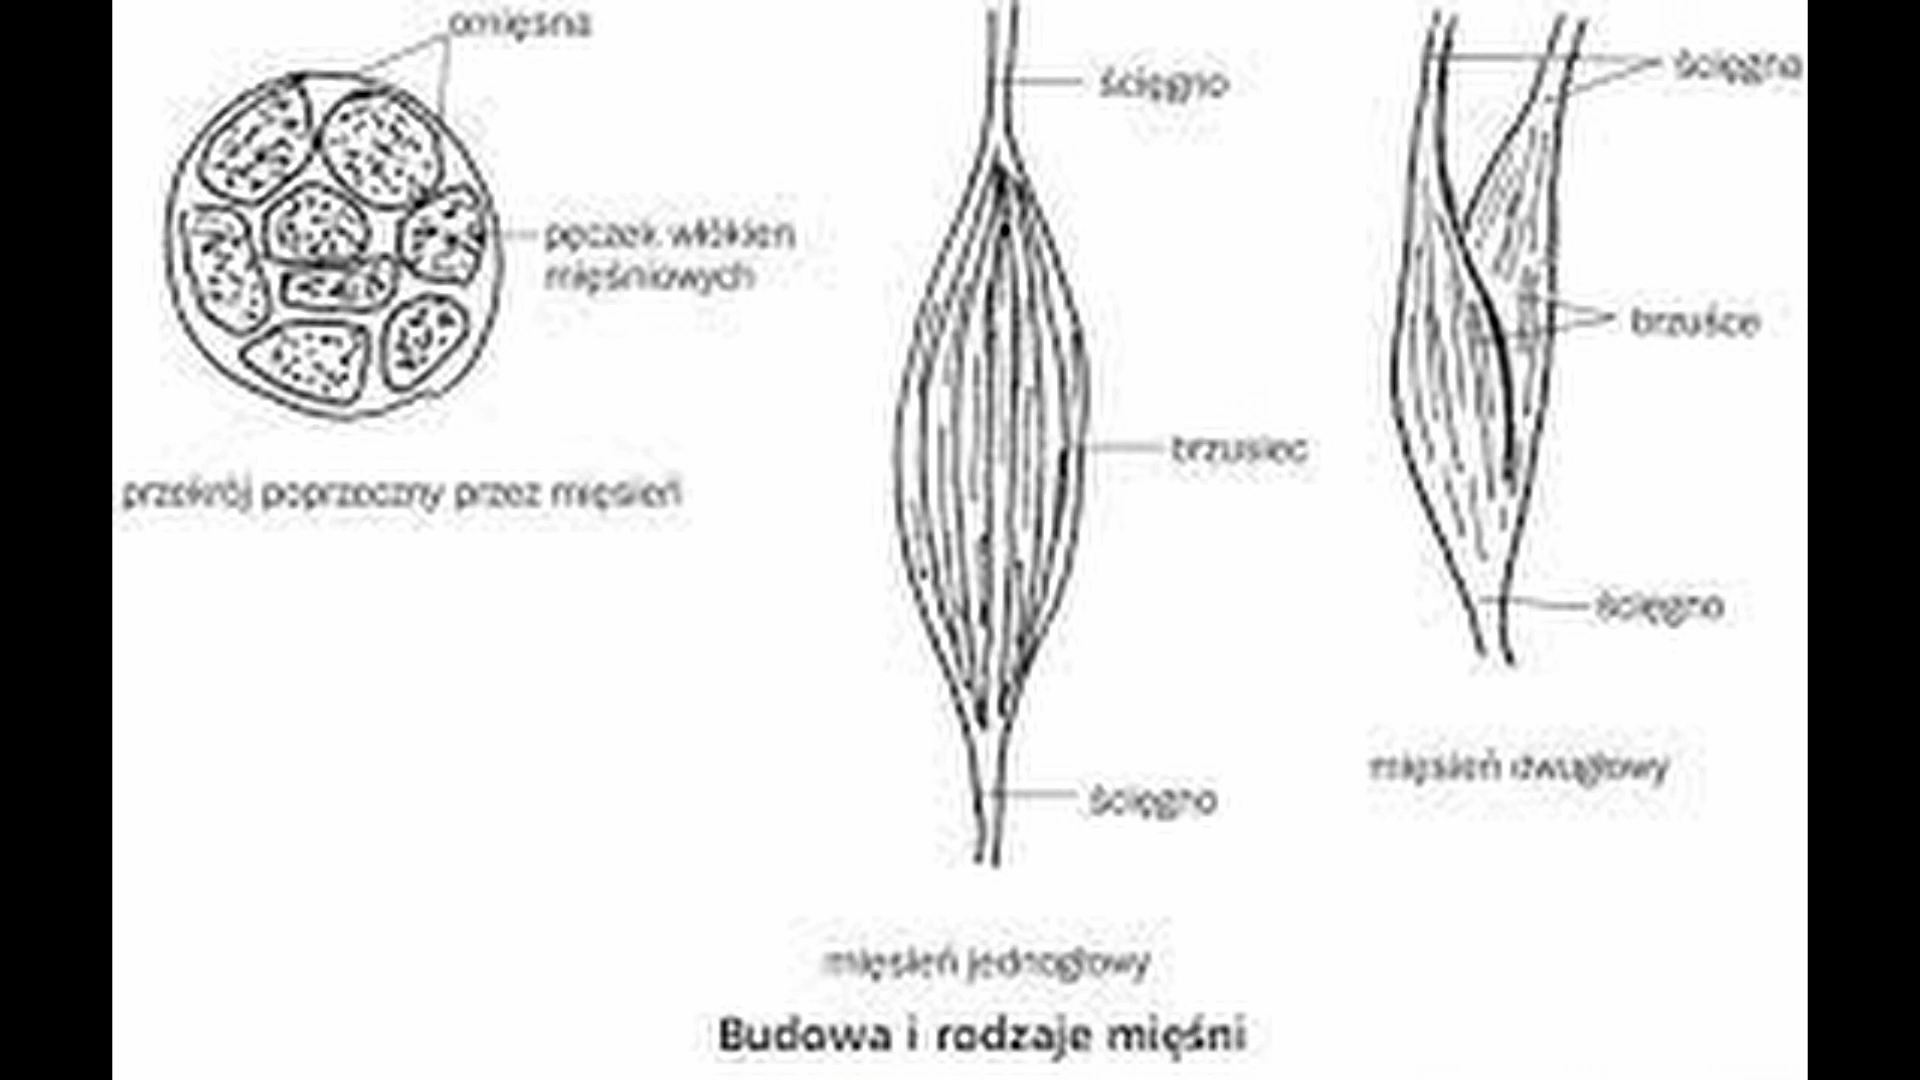 omięsna
pęczek włókien
mięśniowych
przekrój poprzeczny przez mięsień
ścięgno
brzusiec
ścięgno
mięsień jednogłowy
ścięgna
brzuśce
ścięgno
mięsień dwugłowy
Budowa i rodzaje mięśni